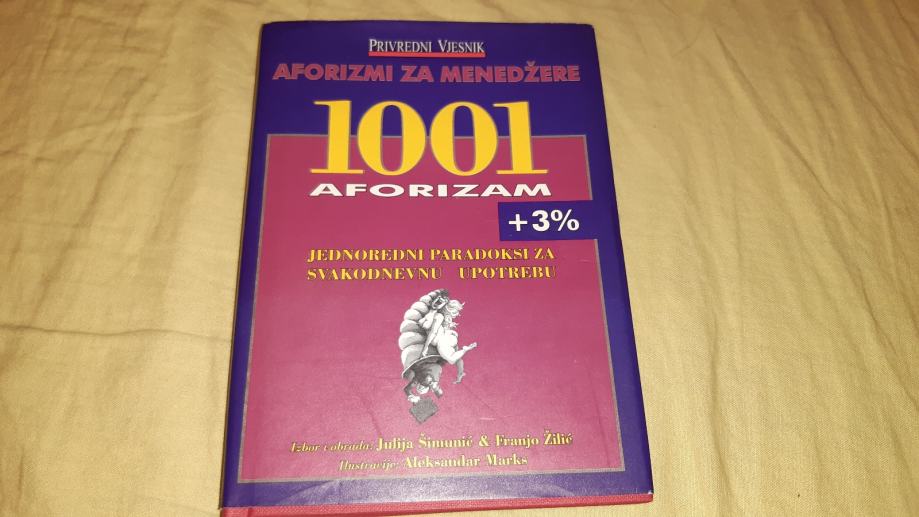 PRIVREDNI VJESNIK
AFORIZMI ZA MENEDŽERE
1001
AFORIZAM
+3%
JEDNOREDNI PARADOKSI ZA
SVAKODNEVNU UPOTREBU
Izbor i obrada: Julija Šimunić & Franjo Žilić
Ilustracije: Aleksandar Marks